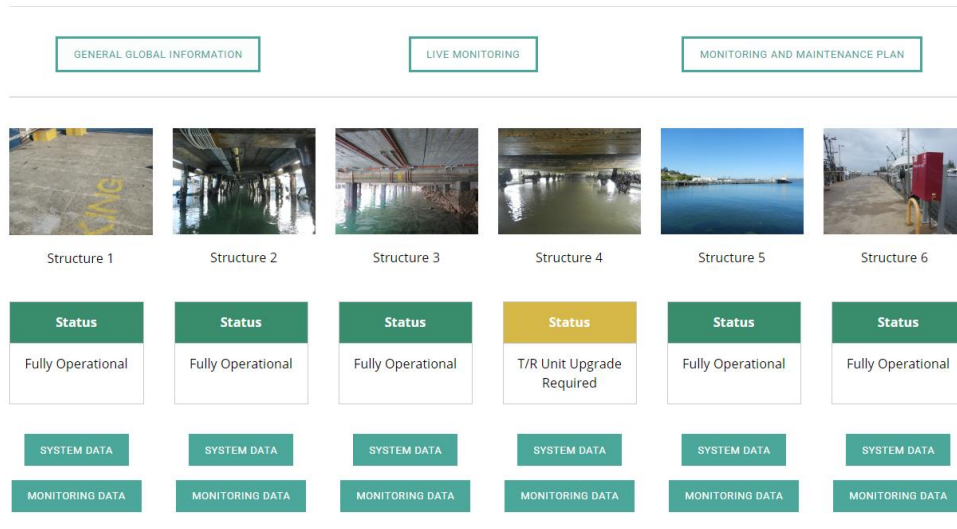 GENERAL GLOBAL INFORMATION
LIVE MONITORING
MONITORING AND MAINTENANCE PLAN
KING
Structure 1
Structure 2
Structure 3
Structure 4
Structure 5
Structure 6
Status
Status
Status
Status
Status
Status
Fully Operational
Fully Operational
Fully Operational
T/R Unit Upgrade
Required
Fully Operational
Fully Operational
SYSTEM DATA
SYSTEM DATA
SYSTEM DATA
SYSTEM DATA
SYSTEM DATA
SYSTEM DATA
MONITORING DATA
MONITORING DATA
MONITORING DATA
MONITORING DATA
MONITORING DATA
MONITORING DATA